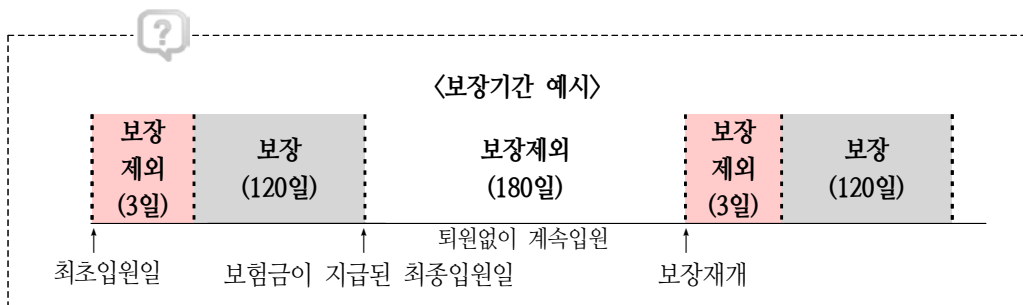 ?
〈보장기간 예시〉
보장
제외
(3일)
보장
(120일)
보장제외
(180일)
보장
제외
(3일)
보장
(120일)
퇴원없이 계속입원
최초입원일
보험금이 지급된 최종입원일
보장재개